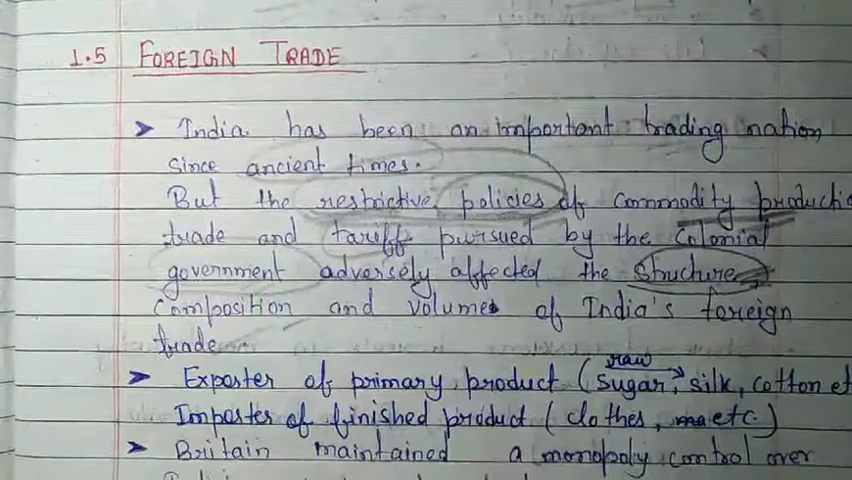 1.5 FOREIGN TRADE
➤ India has been an important trading nation
since ancient times.
But the restrictive policies of commodity productio
trade and tariff pursued by the colonial
government adversely affected the structure
composition and volumes of India's foreign
trade.
raw
➤ Exporter of primary product (sugar, silk, cotton et
Importer of finished product (clothes, etc)
➤ Briitain maintained a monopoly control over